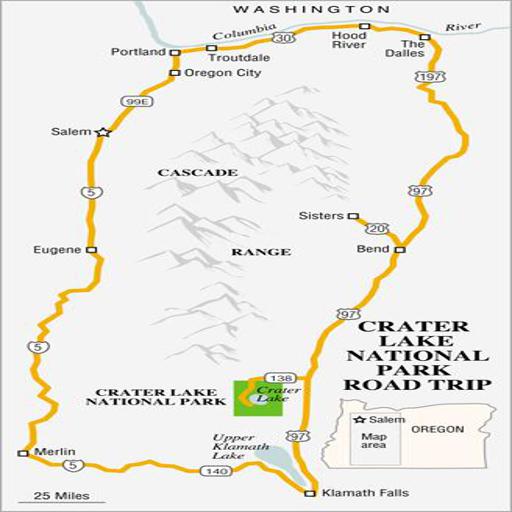 WASHINGTON
Columbia
River
30
Hood
River
The
Dalles
Portland
Troutdale
Oregon City
197
99E
Salem
CASCADE
5
97
Sisters
20
Eugene
RANGE
Bend
97
5
CRATER
LAKE
NATIONAL
PARK
ROAD TRIP
138
CRATER LAKE
NATIONAL PARK
Crater
Lake
Salem
OREGON
Map
area
Upper
Klamath
Lake
97
Merlin
5
140
Klamath Falls
25 Miles